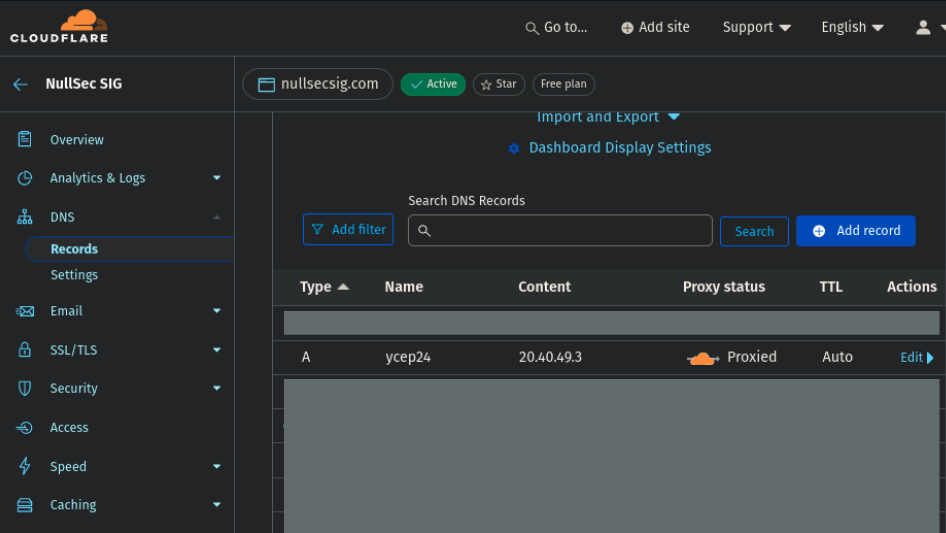 CLOUDFLARE
Go to... Add site Support English
NullSec SIG
nullsecsig.com Active Star Free plan
Overview
Analytics & Logs
DNS
Records
Settings
Email
SSL/TLS
Security
Access
Speed
Caching
Import and Export
Dashboard Display Settings
Search DNS Records
Add filter Search Add record
Type Name Content Proxy status TTL Actions
A ycep24 20.40.49.3 Proxied Auto Edit